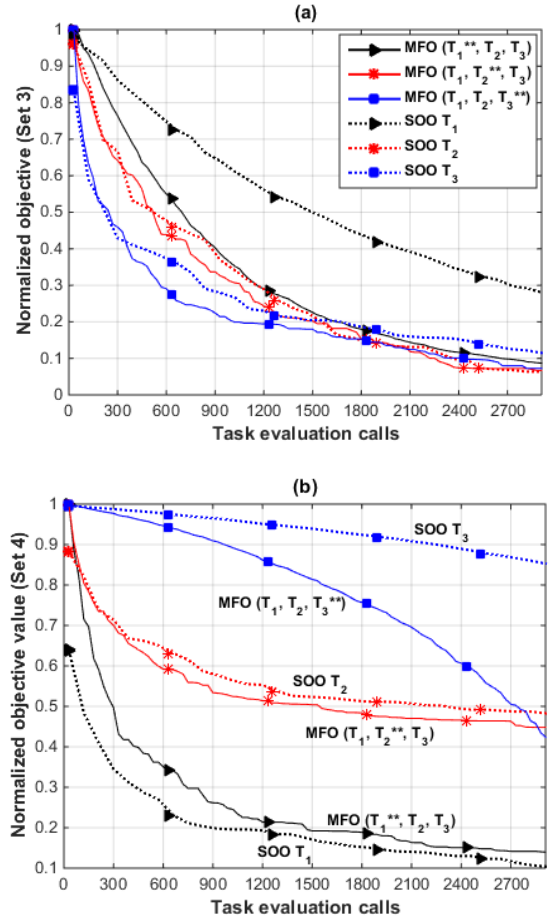 (a)
Normalized objective (Set 3)
1
0.9
0.8
0.7
0.6
0.5
0.4
0.3
0.2
0.1
0
MFO (T1**, T2, T3)
MFO (T1, T2**, T3)
MFO (T1, T2, T3**)
SOO T1
SOO T2
SOO T3
0 300 600 900 1200 1500 1800 2100 2400 2700
Task evaluation calls
(b)
Normalized objective value (Set 4)
1
0.9
0.8
0.7
0.6
0.5
0.4
0.3
0.2
0.1
SOO T3
MFO (T1, T2, T3**)
SOO T2
MFO (T1, T2**, T3)
MFO (T1**, T2, T3)
SOO T1
0 300 600 900 1200 1500 1800 2100 2400 2700
Task evaluation calls